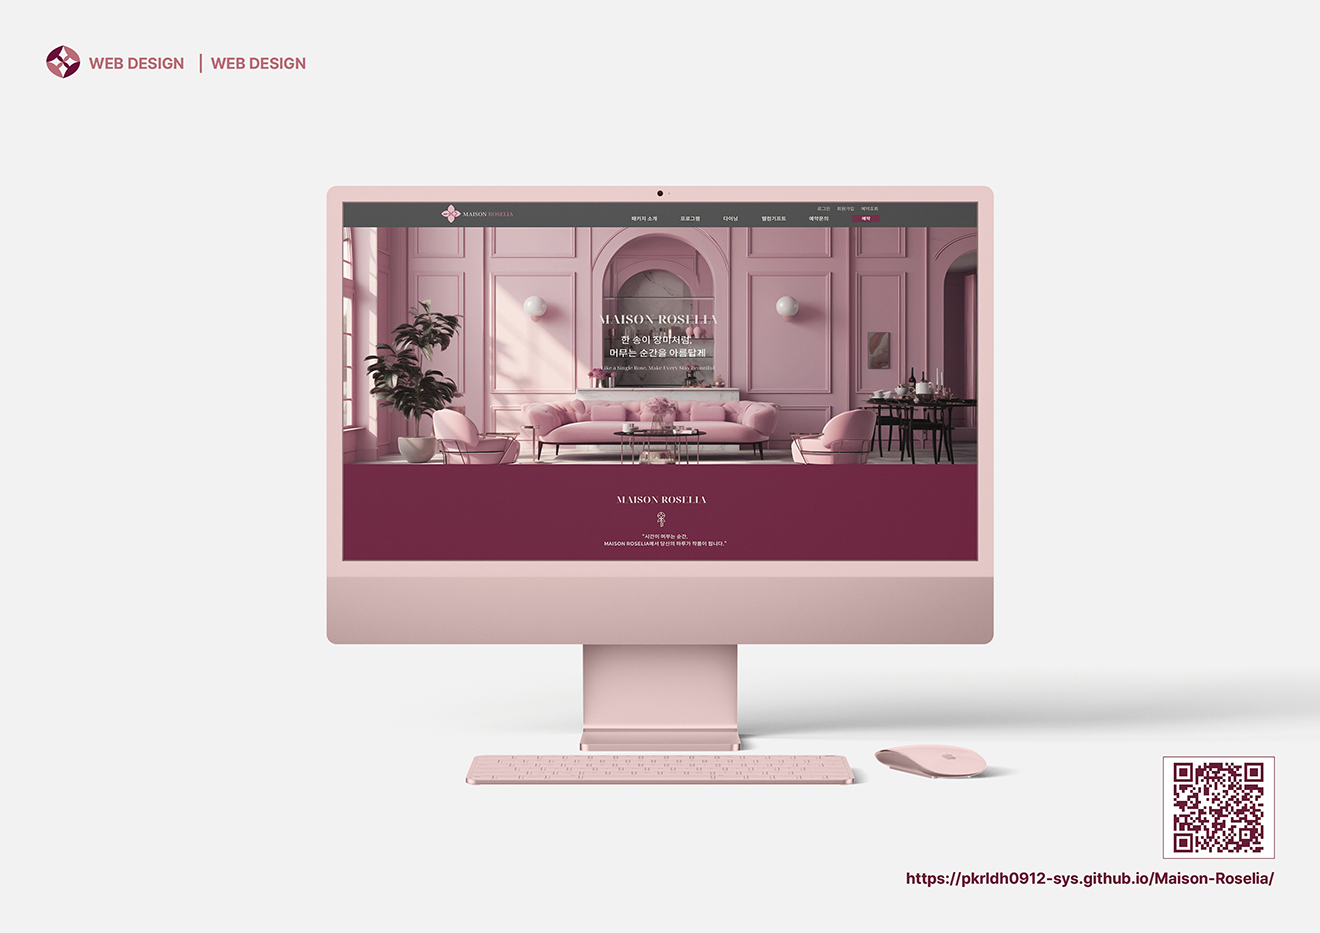 WEB DESIGN | WEB DESIGN
MAISON ROSELIA
로그인 회원가입 예약조회
패키지 소개 프로그램 다이닝 웰컴기프트 예약문의 예약
MAISON ROSELIA
한 송이 장미처럼,
머무는 순간을 아름답게
Like a Single Rose, Make Every Stay Beautiful
MAISON ROSELIA
"시간이 머무는 순간,
MAISON ROSELIA에서 당신의 하루가 작품이 됩니다."
https://pkrldh0912-sys.github.io/Maison-Roselia/